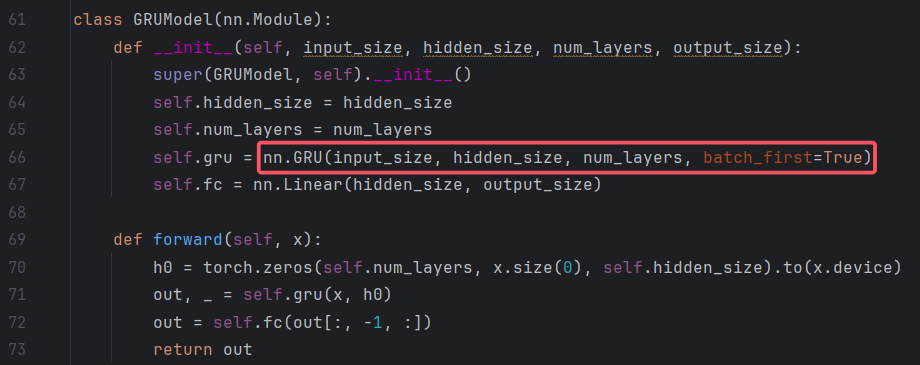 61 class GRUModel(nn.Module):
62     def __init__(self, input_size, hidden_size, num_layers, output_size):
63         super(GRUModel, self).__init__()
64         self.hidden_size = hidden_size
65         self.num_layers = num_layers
66         self.gru = nn.GRU(input_size, hidden_size, num_layers, batch_first=True)
67         self.fc = nn.Linear(hidden_size, output_size)
68
69     def forward(self, x):
70         h0 = torch.zeros(self.num_layers, x.size(0), self.hidden_size).to(x.device)
71         out, _ = self.gru(x, h0)
72         out = self.fc(out[:, -1, :])
73         return out